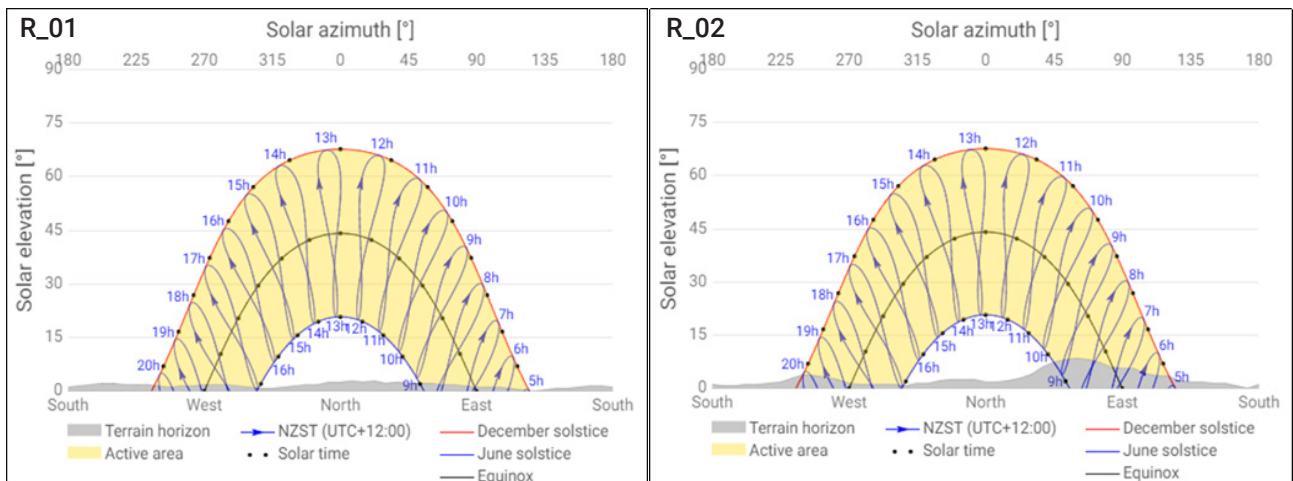 R_01
Solar azimuth [°]
180 225 270 315 0 45 90 135 180
90
75
60
45
30
15
0
Solar elevation [°]
13h
14h 12h
15h 11h
16h 10h
17h 9h
18h 8h
19h 7h
20h 6h
5h
13h
14h 12h
15h 11h
16h 10h
9h
South West North East South
Terrain horizon NZST (UTC+12:00) December solstice
Active area Solar time June solstice
Equinox
R_02
Solar azimuth [°]
180 225 270 315 0 45 90 135 180
90
75
60
45
30
15
0
Solar elevation [°]
13h
14h 12h
15h 11h
16h 10h
17h 9h
18h 8h
19h 7h
20h 6h
5h
13h
14h 12h
15h 11h
16h 10h
9h
South West North East South
Terrain horizon NZST (UTC+12:00) December solstice
Active area Solar time June solstice
Equinox